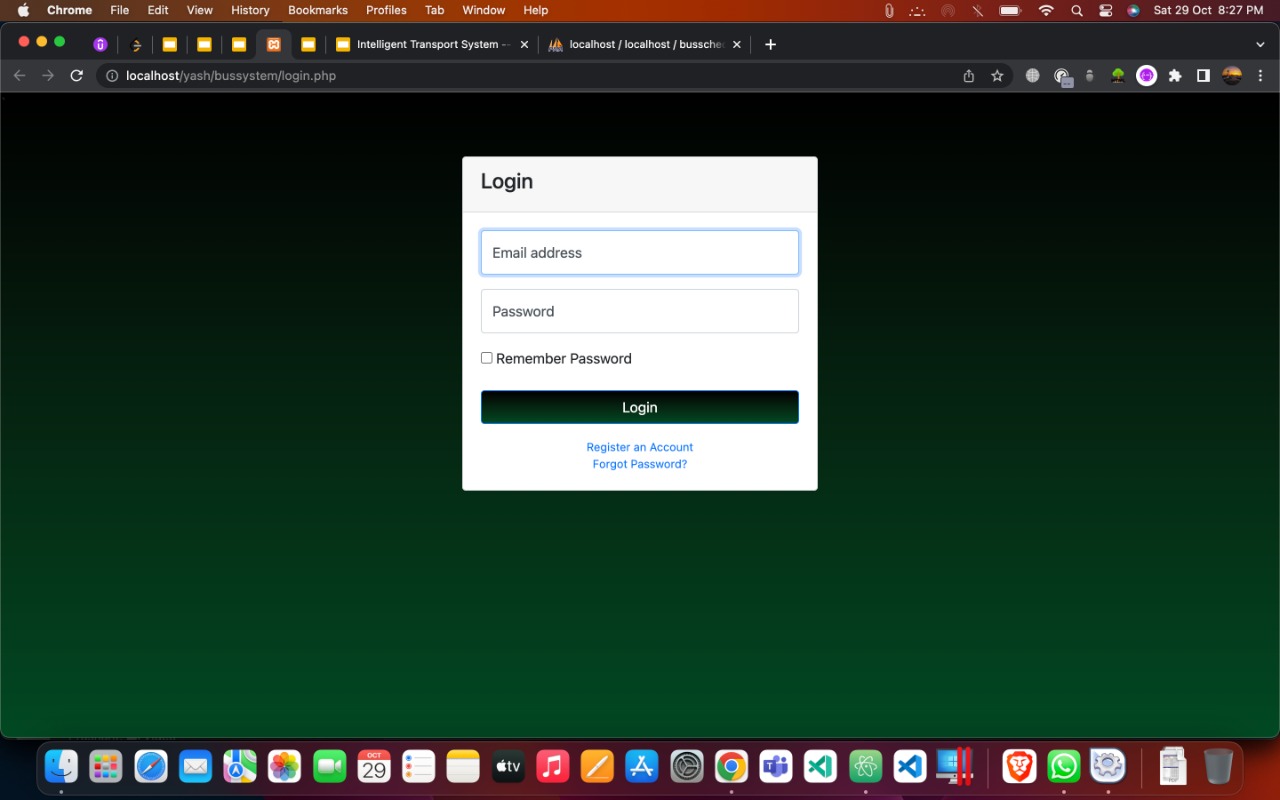 Chrome File Edit View History Bookmarks Profiles Tab Window Help Sat 29 Oct 8:27 PM
Intelligent Transport System - localhost / localhost / bussche
localhost/yash/bussystem/login.php
Login
Email address
Password
Remember Password
Login
Register an Account
Forgot Password?
OCT
29
tv